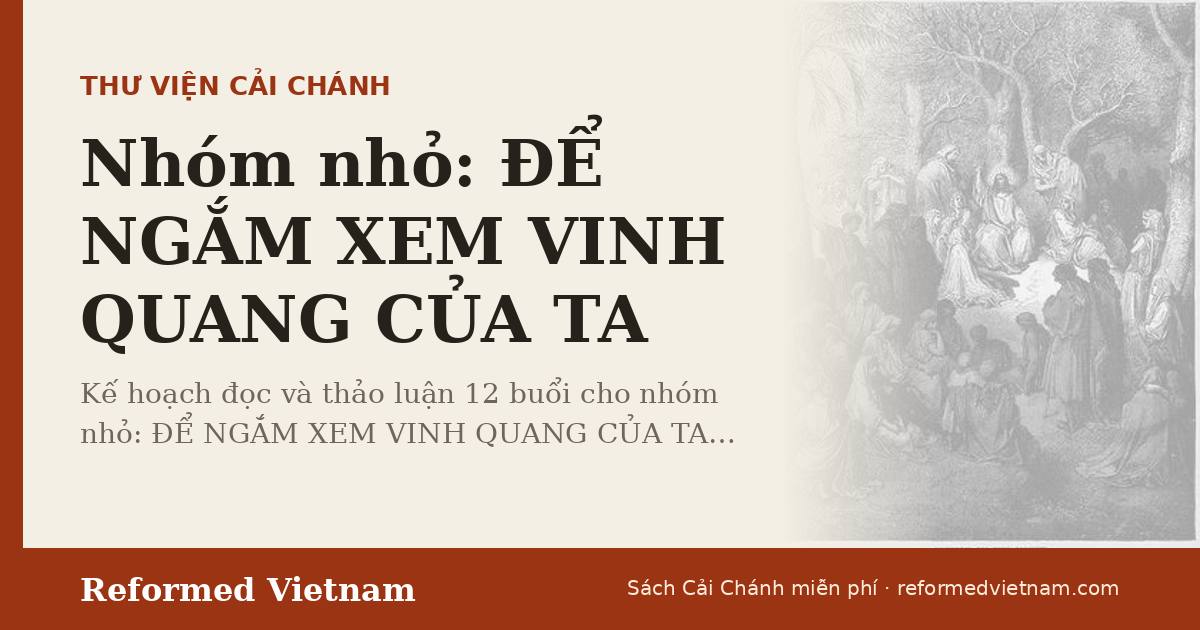 THƯ VIỆN CẢI CHÁNH
Nhóm nhỏ: ĐỂ
NGẮM XEM VINH
QUANG CỦA TA
Kế hoạch đọc và thảo luận 12 buổi cho nhóm
nhỏ: ĐỂ NGẮM XEM VINH QUANG CỦA TA...
Reformed Vietnam
Sách Cải Chánh miễn phí · reformedvietnam.com